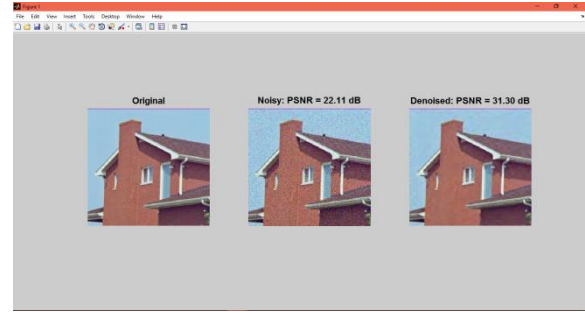 Figure 1
File Edit View Insert Tools Desktop Window Help
Original
Noisy: PSNR = 22.11 dB
Denoised: PSNR = 31.30 dB